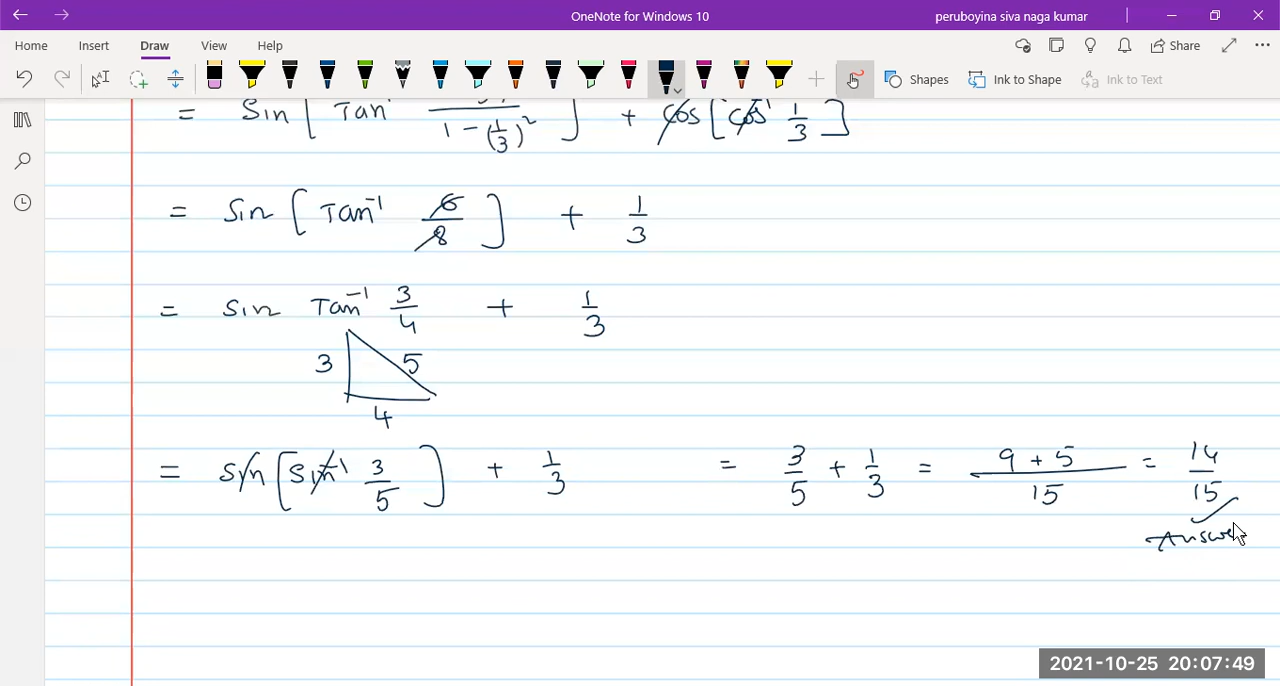 OneNote for Windows 10
peruboyina siva naga kumar
Home Insert Draw View Help
Share
Shapes Ink to Shape Ink to Text
= Sin [ Tan 1 - (1/3)² ] + cos [ cos⁻¹ 1/3 ]
= Sin [ Tan⁻¹ 6/8 ] + 1/3
= Sin Tan⁻¹ 3/4 + 1/3
3 5
4
= Sin [ Sin⁻¹ 3/5 ] + 1/3 = 3/5 + 1/3 = 9 + 5 / 15 = 14/15
Answer
2021-10-25 20:07:49